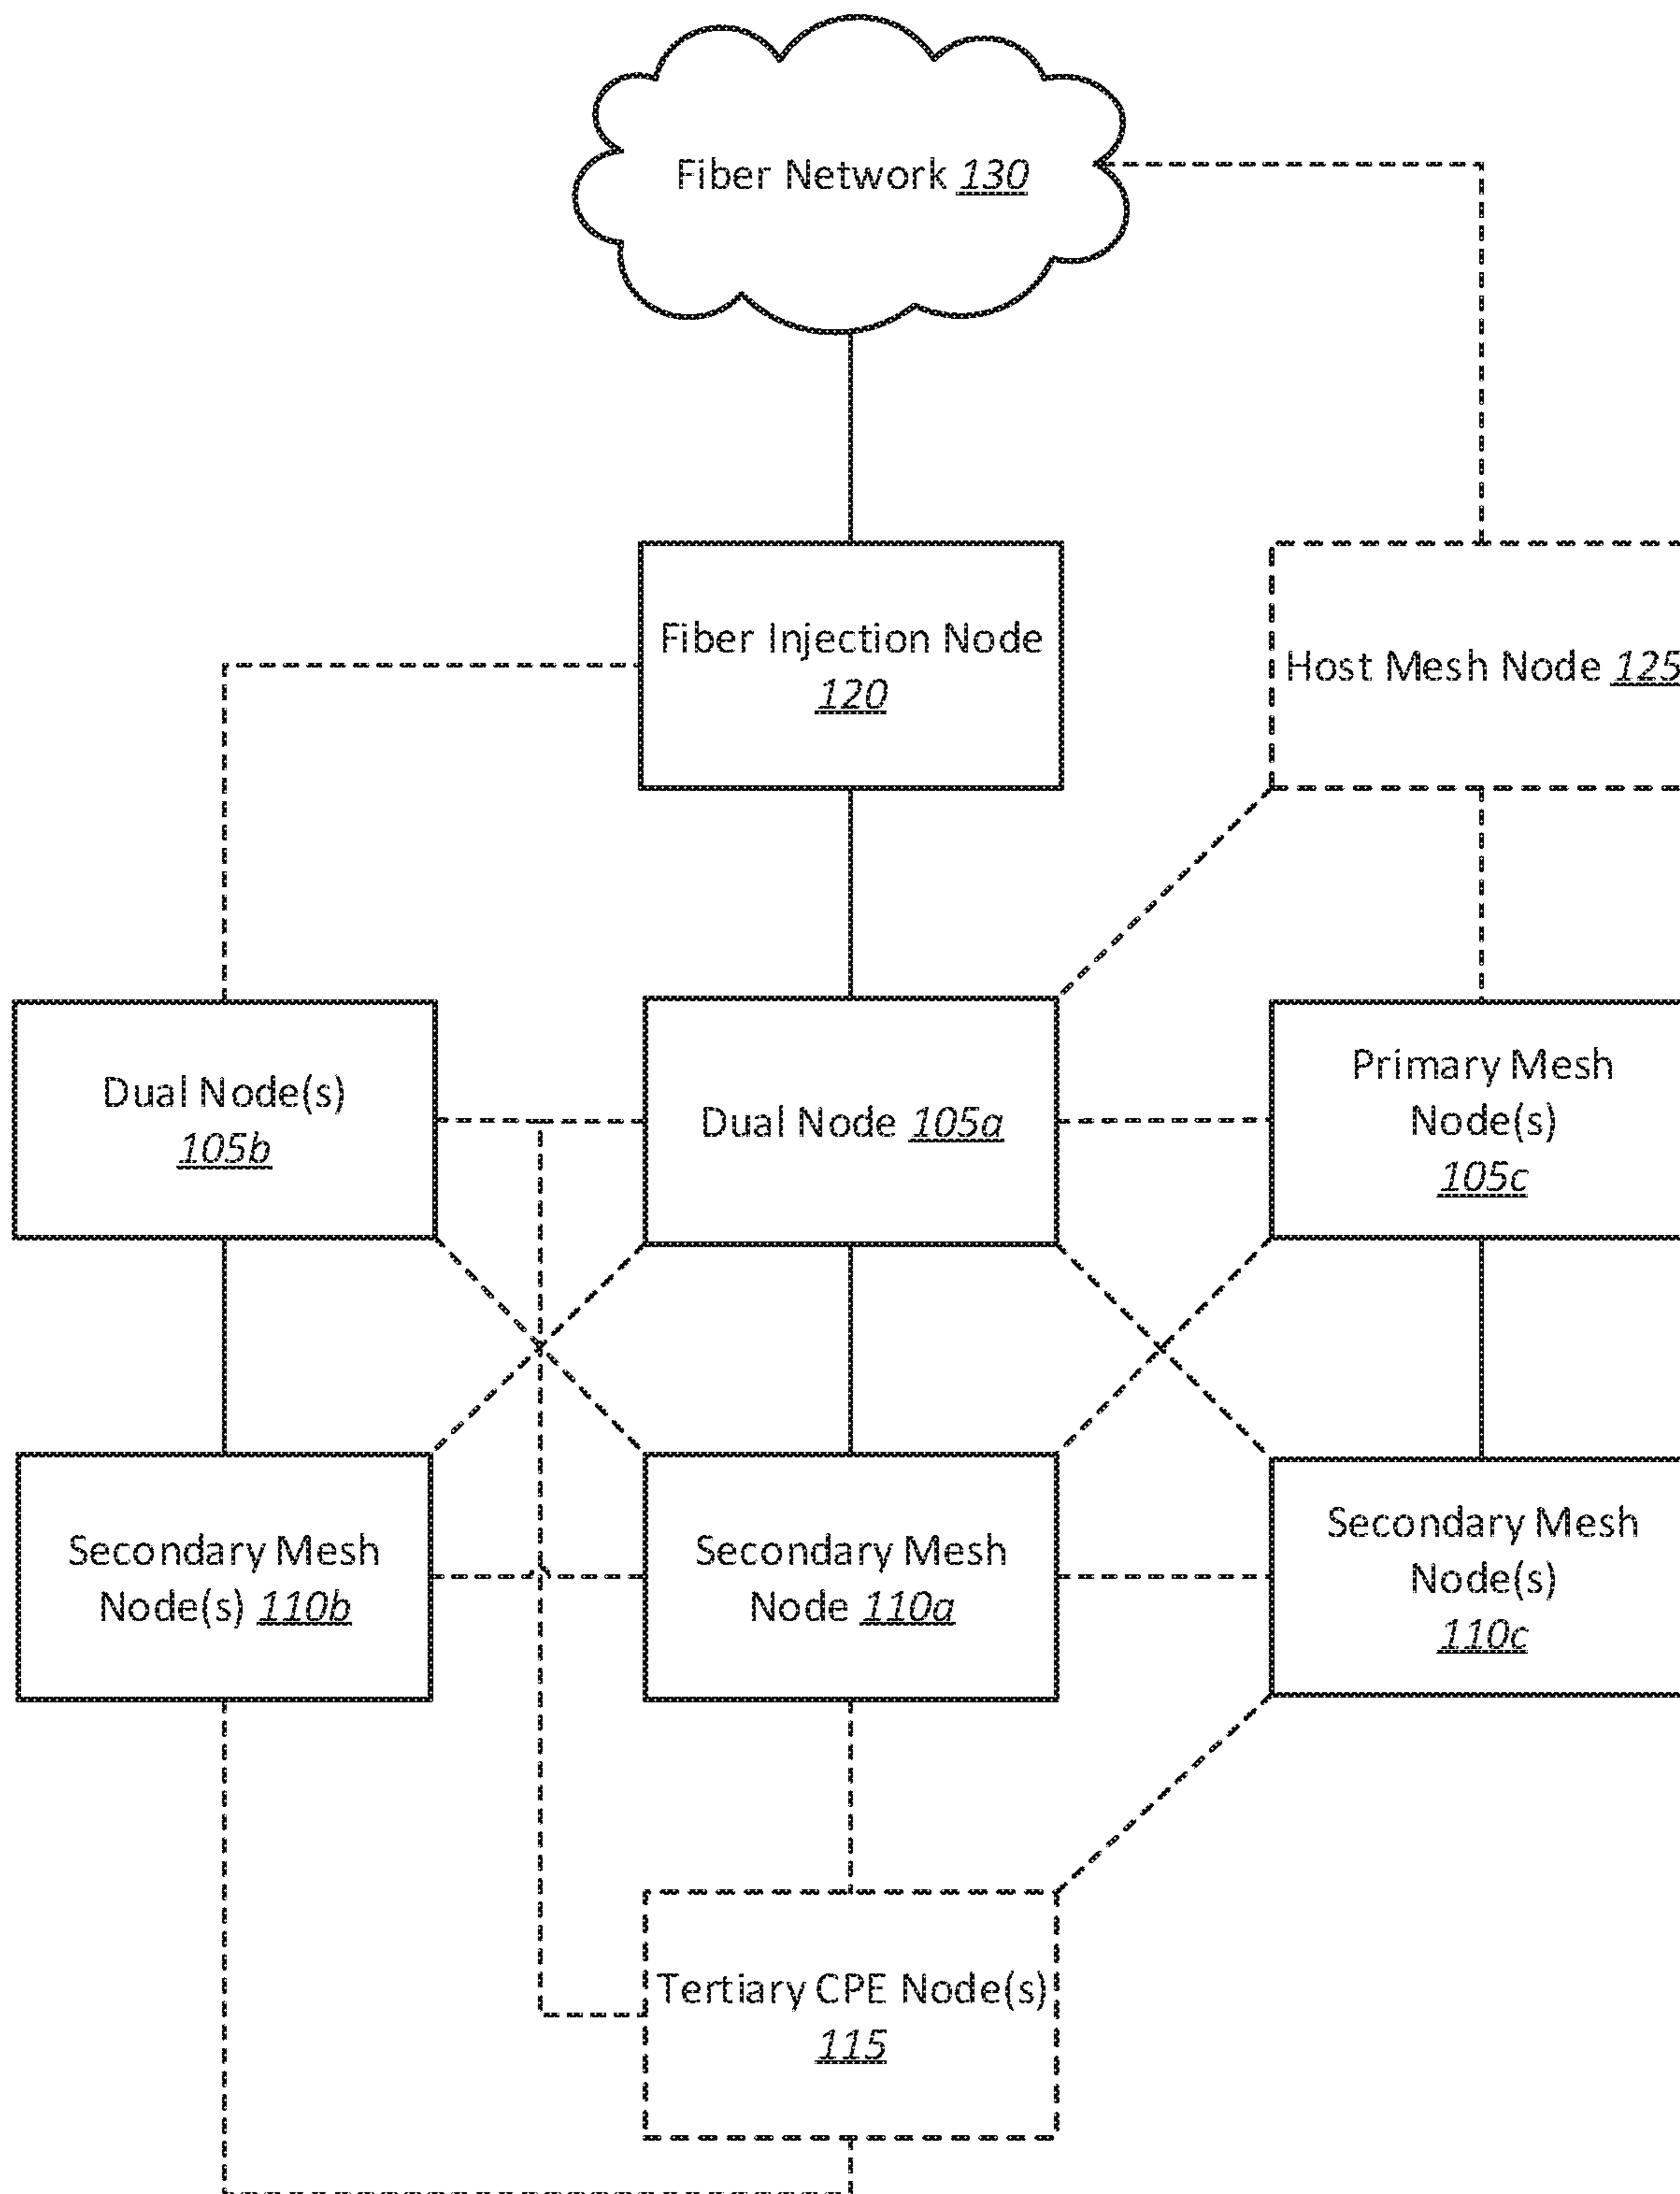 Fiber Network 130
Fiber Injection Node
120
Host Mesh Node 125
Dual Node(s)
105b
Dual Node 105a
Primary Mesh
Node(s)
105c
Secondary Mesh
Node(s) 110b
Secondary Mesh
Node 110a
Secondary Mesh
Node(s)
110c
Tertiary CPE Node(s)
115